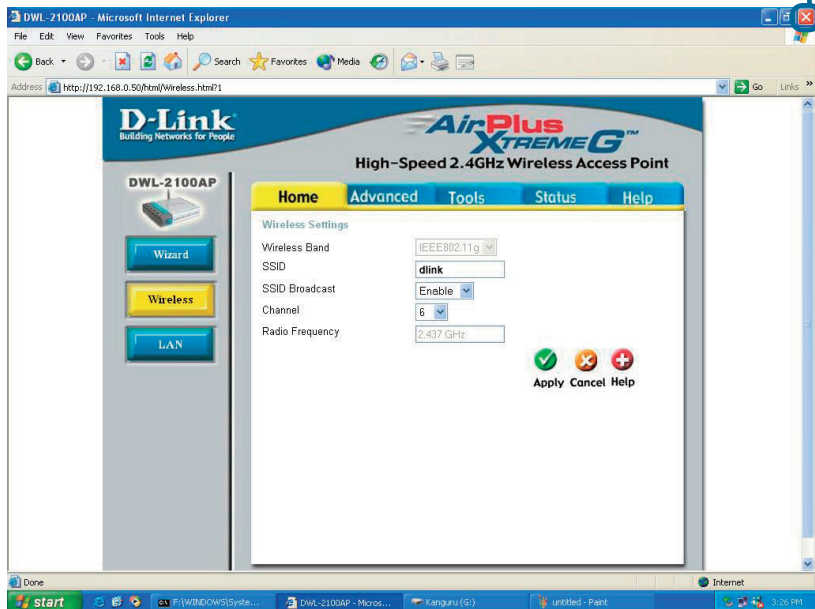 DWL-2100AP - Microsoft Internet Explorer
File Edit View Favorites Tools Help
Back Search Favorites Media
Address http://192.168.0.50/html/Wireless.html?1 Go Links »
D-Link
Building Networks for People
AirPlus
XTREME G™
High-Speed 2.4GHz Wireless Access Point
DWL-2100AP
Home Advanced Tools Status Help
Wizard
Wireless
LAN
Wireless Settings
Wireless Band IEEE802.11g
SSID dlink
SSID Broadcast Enable
Channel 6
Radio Frequency 2.437 GHz
Apply Cancel Help
Done Internet
start F:\WINDOWS\Syste... DWL-2100AP - Micros... Kanguru (G:) untitled - Paint 3:26 PM